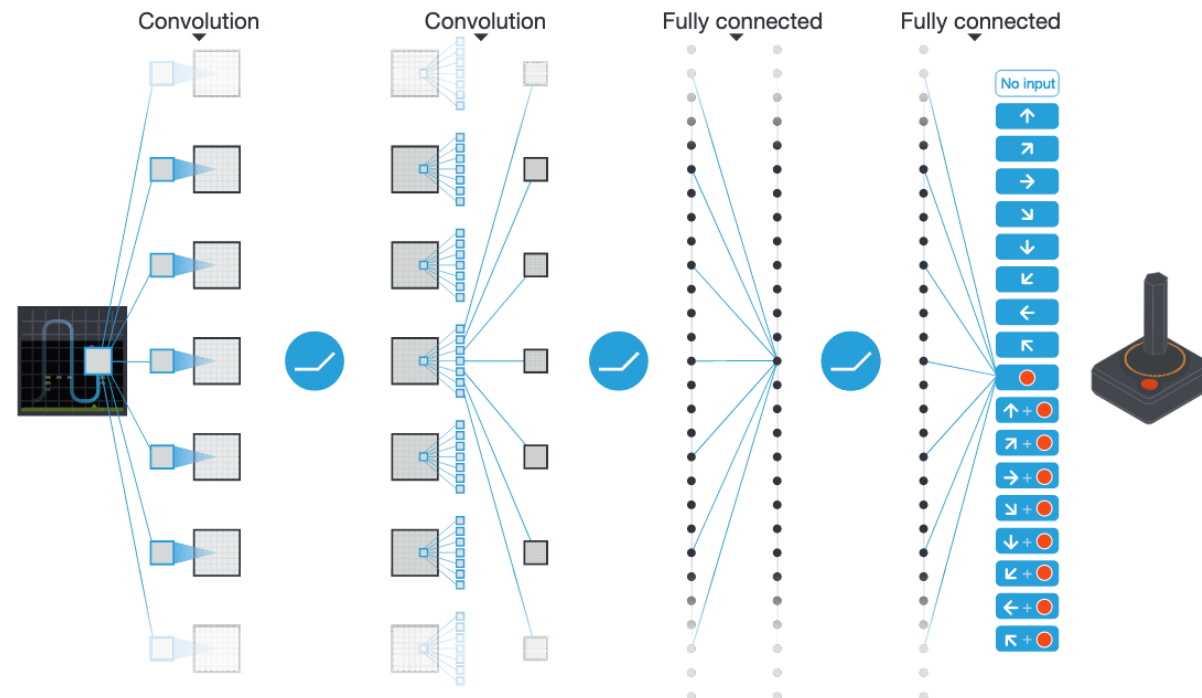 Convolution
Convolution
Fully connected
Fully connected
No input
+
+
+
+
+
+
+
+